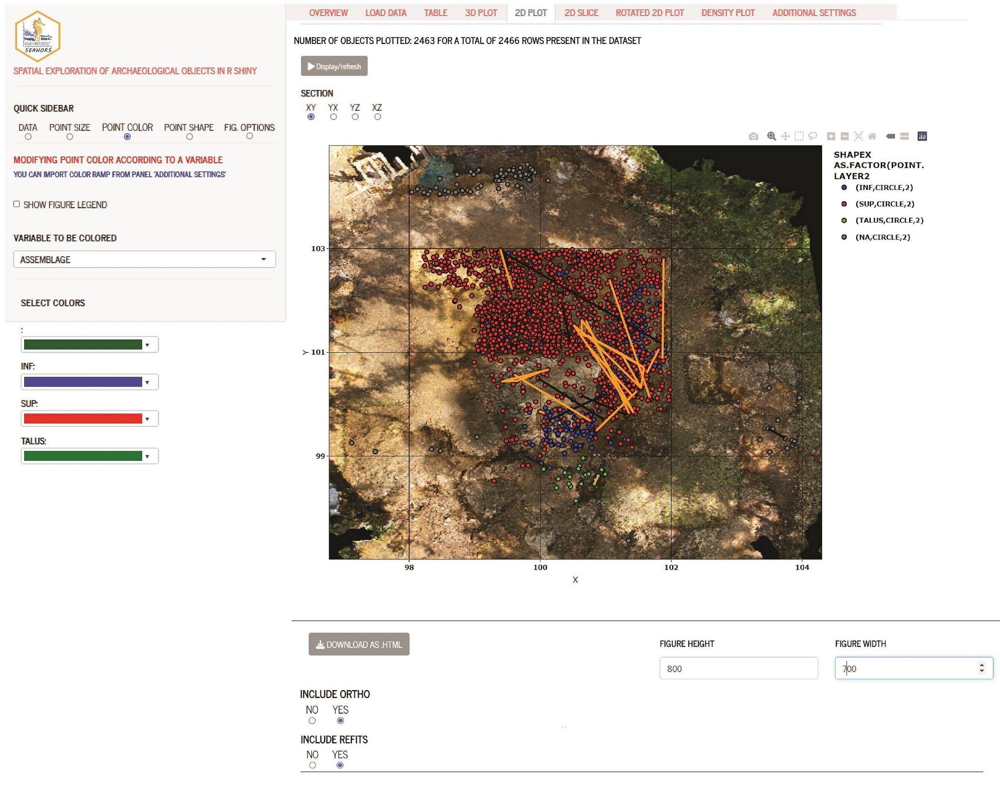 SEAHORS
SPATIAL EXPLORATION OF ARCHAEOLOGICAL OBJECTS IN R SHINY
QUICK SIDEBAR
DATA POINT SIZE POINT COLOR POINT SHAPE FIG. OPTIONS
MODIFYING POINT COLOR ACCORDING TO A VARIABLE
YOU CAN IMPORT COLOR RAMP FROM PANEL 'ADDITIONAL SETTINGS'
SHOW FIGURE LEGEND
VARIABLE TO BE COLORED
ASSEMBLAGE
SELECT COLORS
:
INF:
SUP:
TALUS:
OVERVIEW LOAD DATA TABLE 3D PLOT 2D PLOT 2D SLICE ROTATED 2D PLOT DENSITY PLOT ADDITIONAL SETTINGS
NUMBER OF OBJECTS PLOTTED: 2463 FOR A TOTAL OF 2466 ROWS PRESENT IN THE DATASET
Display/refresh
SECTION
XY YX YZ XZ
SHAPEX
AS.FACTOR(POINT.
LAYER2
(INF,CIRCLE,2)
(SUP,CIRCLE,2)
(TALUS,CIRCLE,2)
(NA,CIRCLE,2)
103
Y 101
99
98 100 102 104
X
DOWNLOAD AS .HTML
FIGURE HEIGHT FIGURE WIDTH
800 700
INCLUDE ORTHO
NO YES
INCLUDE REFITS
NO YES